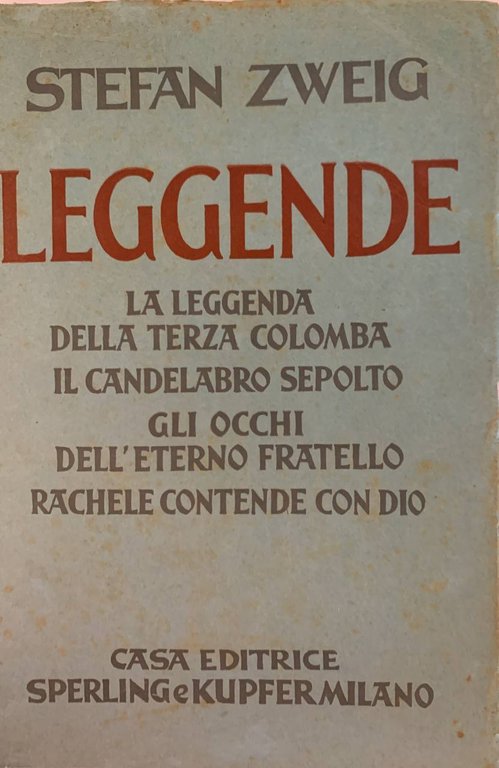 STEFAN ZWEIG
LEGGENDE
LA LEGGENDA
DELLA TERZA COLOMBA
IL CANDELABRO SEPOLTO
GLI OCCHI
DELL'ETERNO FRATELLO
RACHELE CONTENDE CON DIO
CASA EDITRICE
SPERLING e KUPFER MILANO